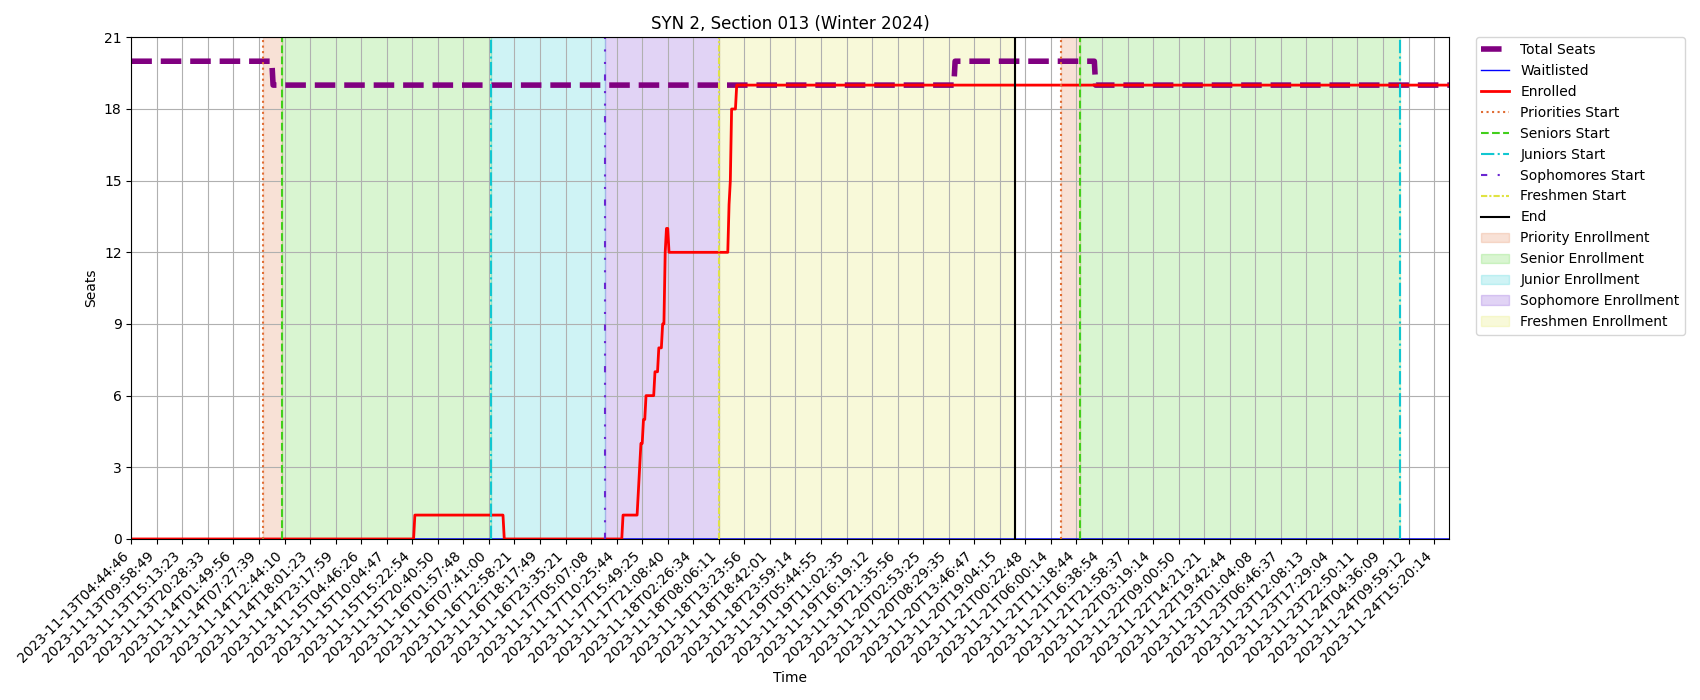 SYN 2, Section 013 (Winter 2024)
21
18
15
12
9
6
3
0
Seats
2023-11-13T04:44:46
2023-11-13T09:58:49
2023-11-13T15:13:23
2023-11-13T20:28:33
2023-11-14T01:49:56
2023-11-14T07:27:39
2023-11-14T12:44:10
2023-11-14T18:01:23
2023-11-14T23:17:59
2023-11-15T04:46:26
2023-11-15T10:04:47
2023-11-15T15:22:54
2023-11-15T20:40:50
2023-11-16T01:57:48
2023-11-16T07:41:00
2023-11-16T12:58:21
2023-11-16T18:17:49
2023-11-16T23:35:21
2023-11-17T05:07:08
2023-11-17T10:25:44
2023-11-17T15:49:25
2023-11-17T21:08:40
2023-11-18T02:26:34
2023-11-18T08:06:11
2023-11-18T13:23:56
2023-11-18T18:42:01
2023-11-18T23:59:14
2023-11-19T05:44:55
2023-11-19T11:02:35
2023-11-19T16:19:12
2023-11-19T21:35:56
2023-11-20T02:53:25
2023-11-20T08:29:35
2023-11-20T13:46:47
2023-11-20T19:04:15
2023-11-21T00:22:48
2023-11-21T06:00:14
2023-11-21T11:18:44
2023-11-21T16:38:54
2023-11-21T21:58:37
2023-11-22T03:19:14
2023-11-22T09:00:50
2023-11-22T14:21:21
2023-11-22T19:42:44
2023-11-23T01:04:08
2023-11-23T06:46:37
2023-11-23T12:08:13
2023-11-23T17:29:04
2023-11-23T22:50:11
2023-11-24T04:36:09
2023-11-24T09:59:12
2023-11-24T15:20:14
Time
Total Seats
Waitlisted
Enrolled
Priorities Start
Seniors Start
Juniors Start
Sophomores Start
Freshmen Start
End
Priority Enrollment
Senior Enrollment
Junior Enrollment
Sophomore Enrollment
Freshmen Enrollment